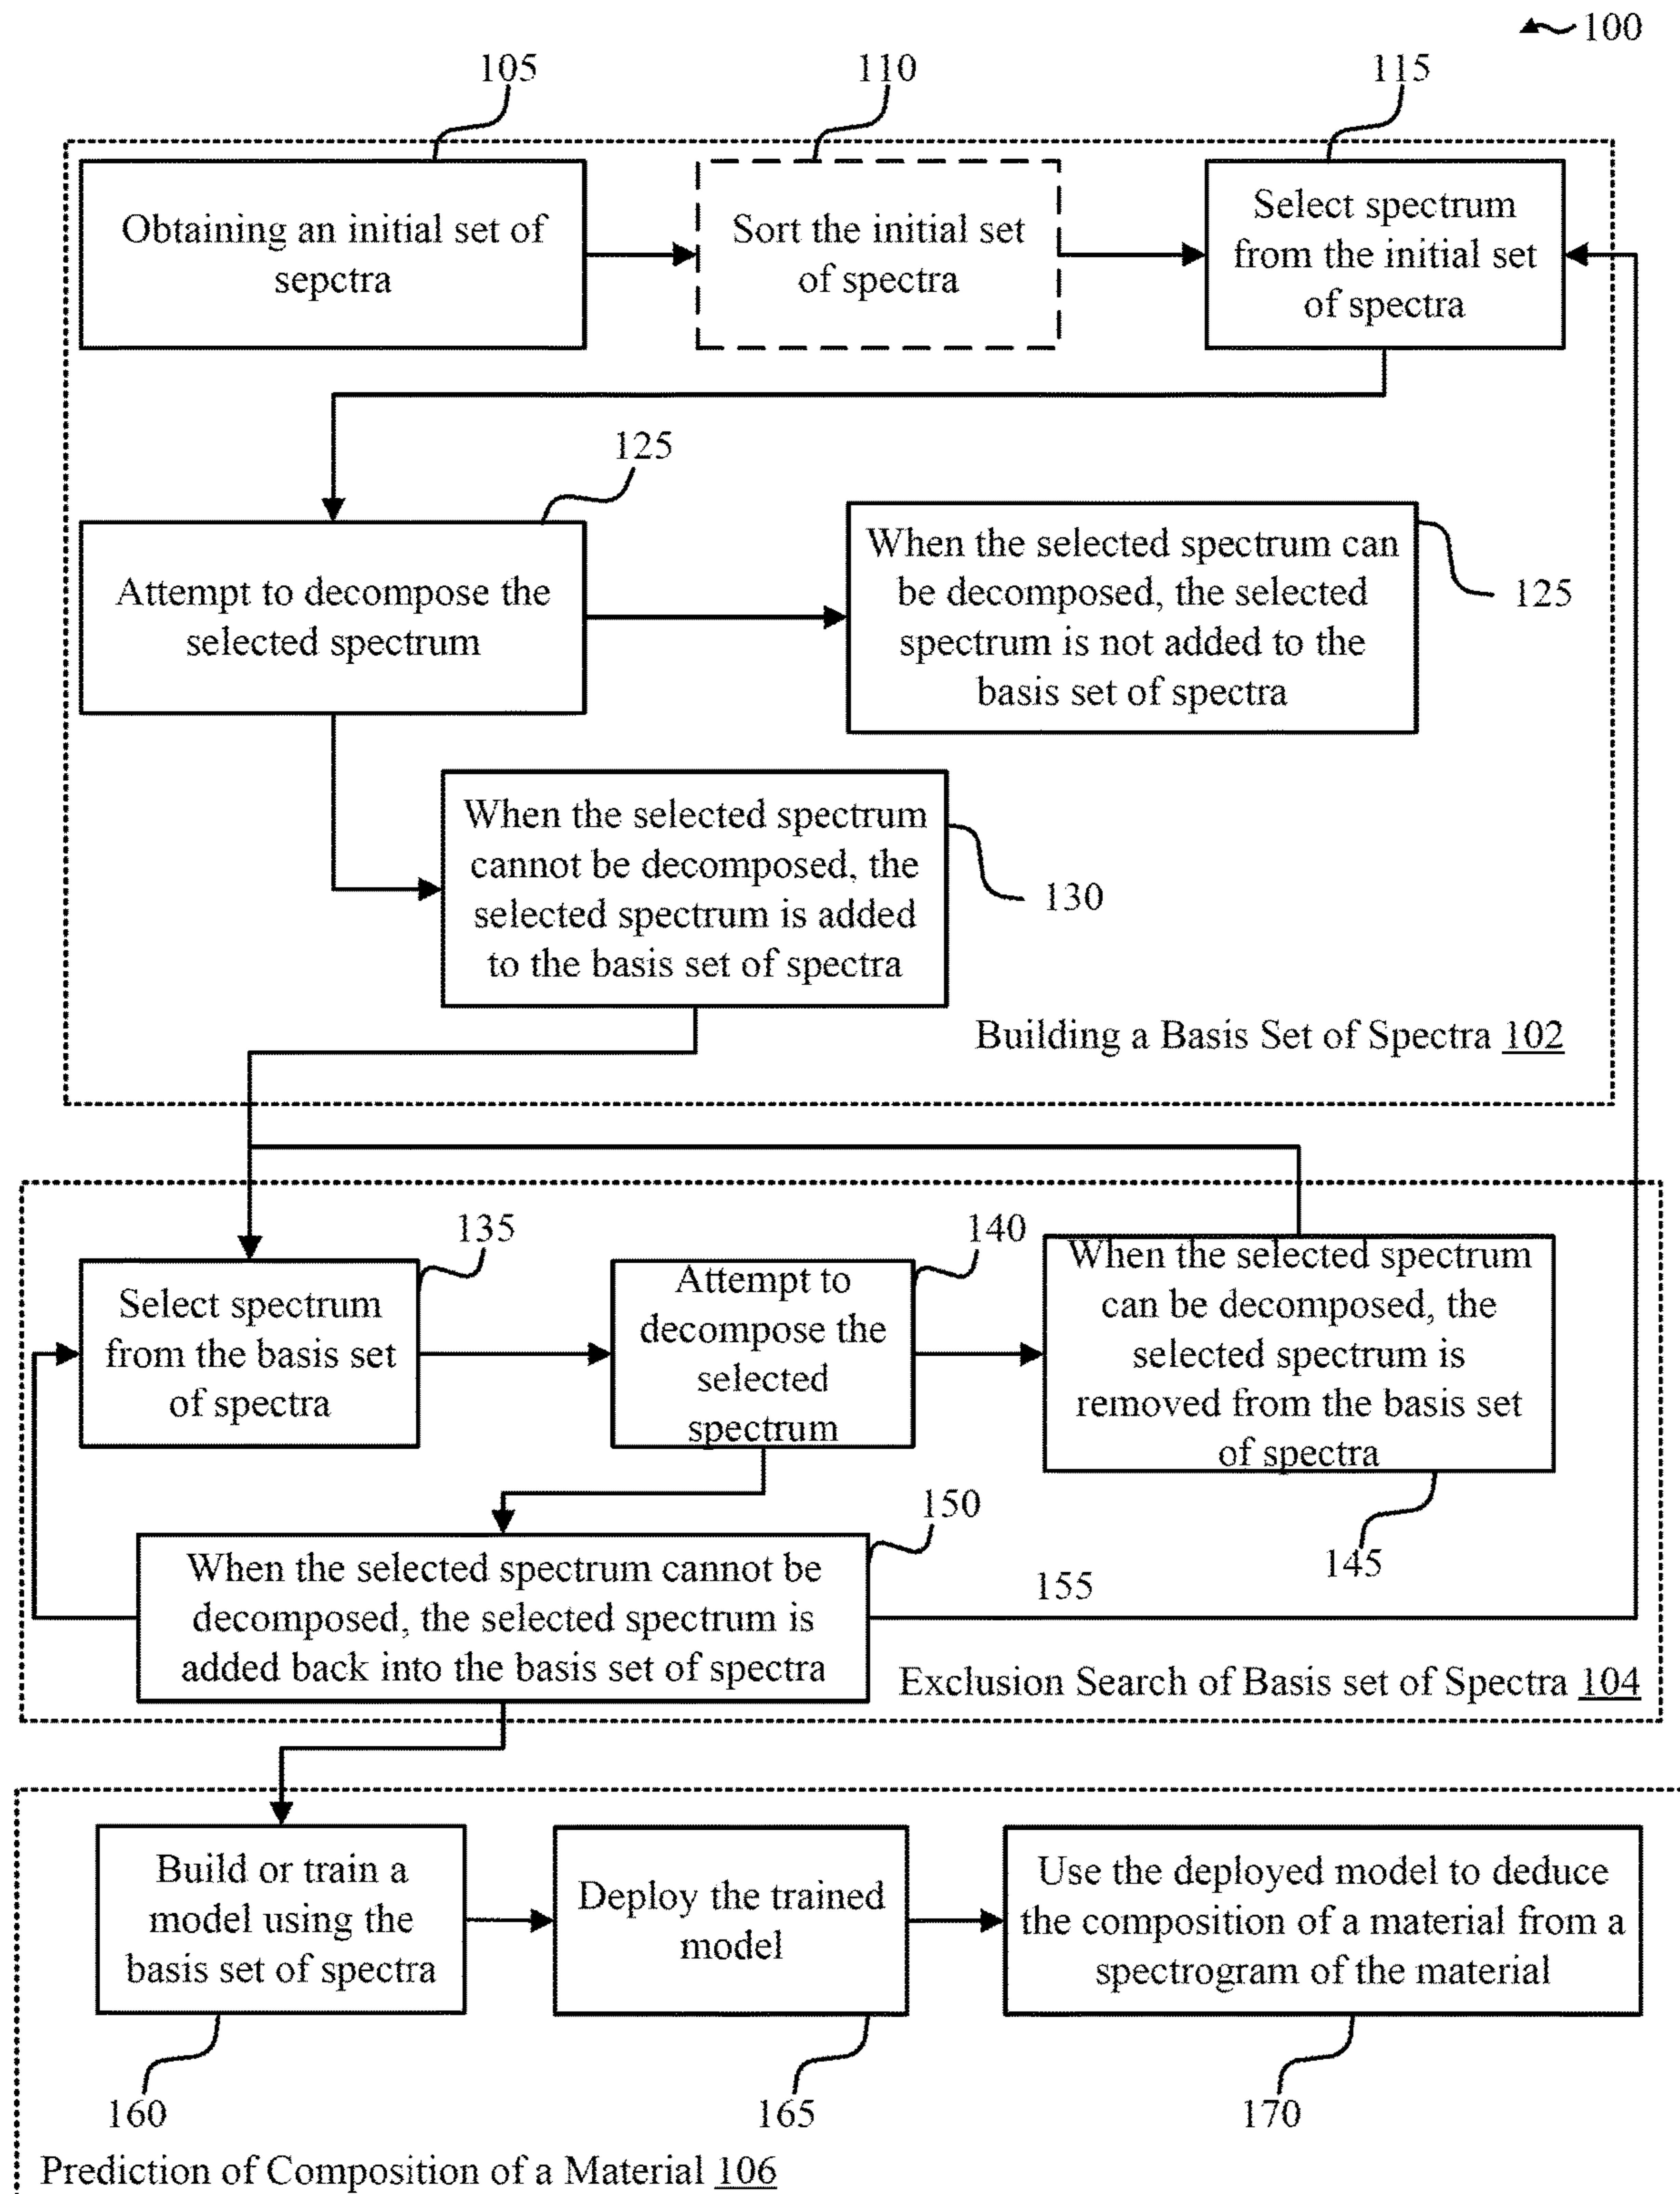 100
105
110
115
Obtaining an initial set of
sepctra
Sort the initial set
of spectra
Select spectrum
from the initial set
of spectra
125
Attempt to decompose the
selected spectrum
When the selected spectrum can
be decomposed, the selected
spectrum is not added to the
basis set of spectra
125
When the selected spectrum
cannot be decomposed, the
selected spectrum is added
to the basis set of spectra
130
Building a Basis Set of Spectra 102
135
140
Select spectrum
from the basis set
of spectra
Attempt to
decompose the
selected
spectrum
When the selected spectrum
can be decomposed, the
selected spectrum is
removed from the basis set
of spectra
145
150
155
When the selected spectrum cannot be
decomposed, the selected spectrum is
added back into the basis set of spectra
Exclusion Search of Basis set of Spectra 104
Build or train a
model using the
basis set of spectra
Deploy the trained
model
Use the deployed model to deduce
the composition of a material from a
spectrogram of the material
160
165
170
Prediction of Composition of a Material 106